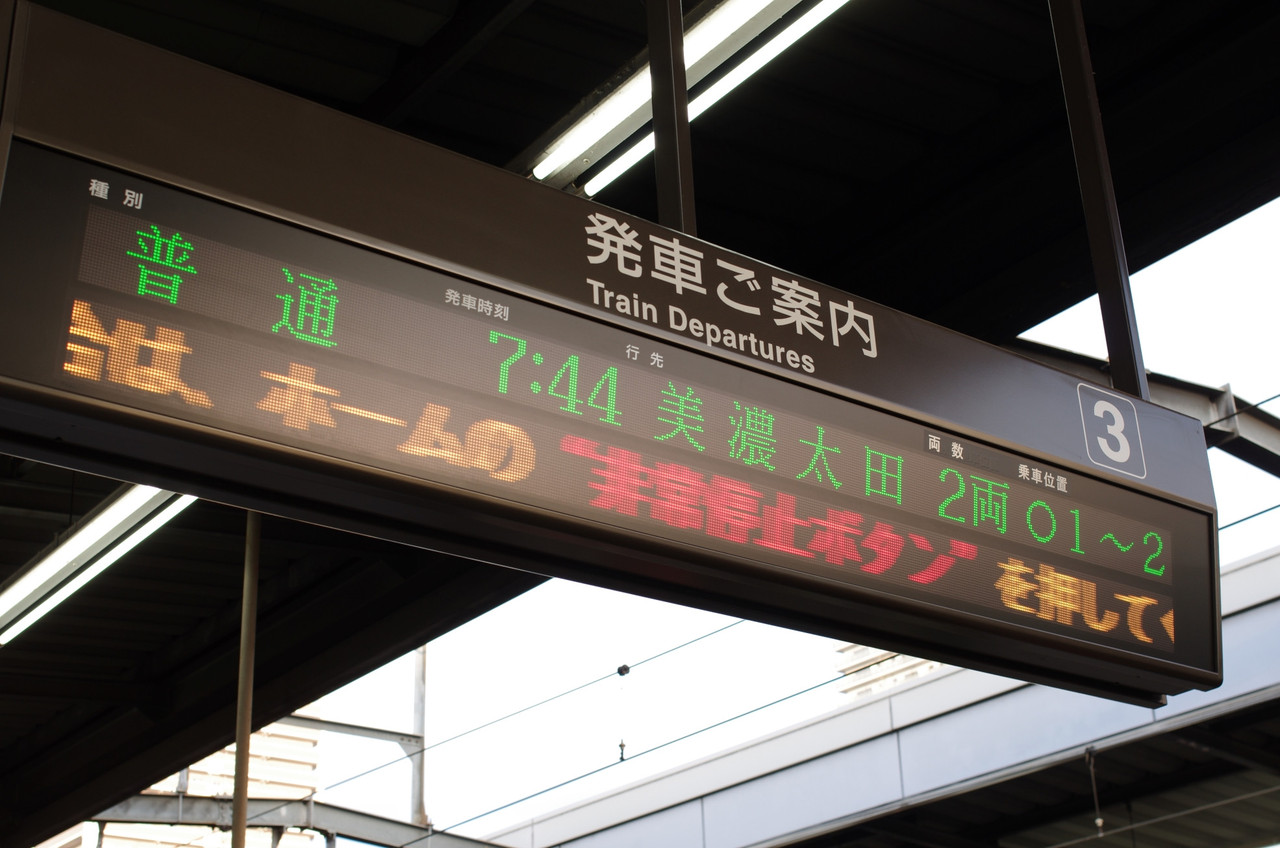 発車ご案内
Train Departures
3
種別 発車時刻 行先 両数 乗車位置
普通 7:44 美濃太田 2両 ○1～2
は、ホームの"非常停止ボタン"を押してく